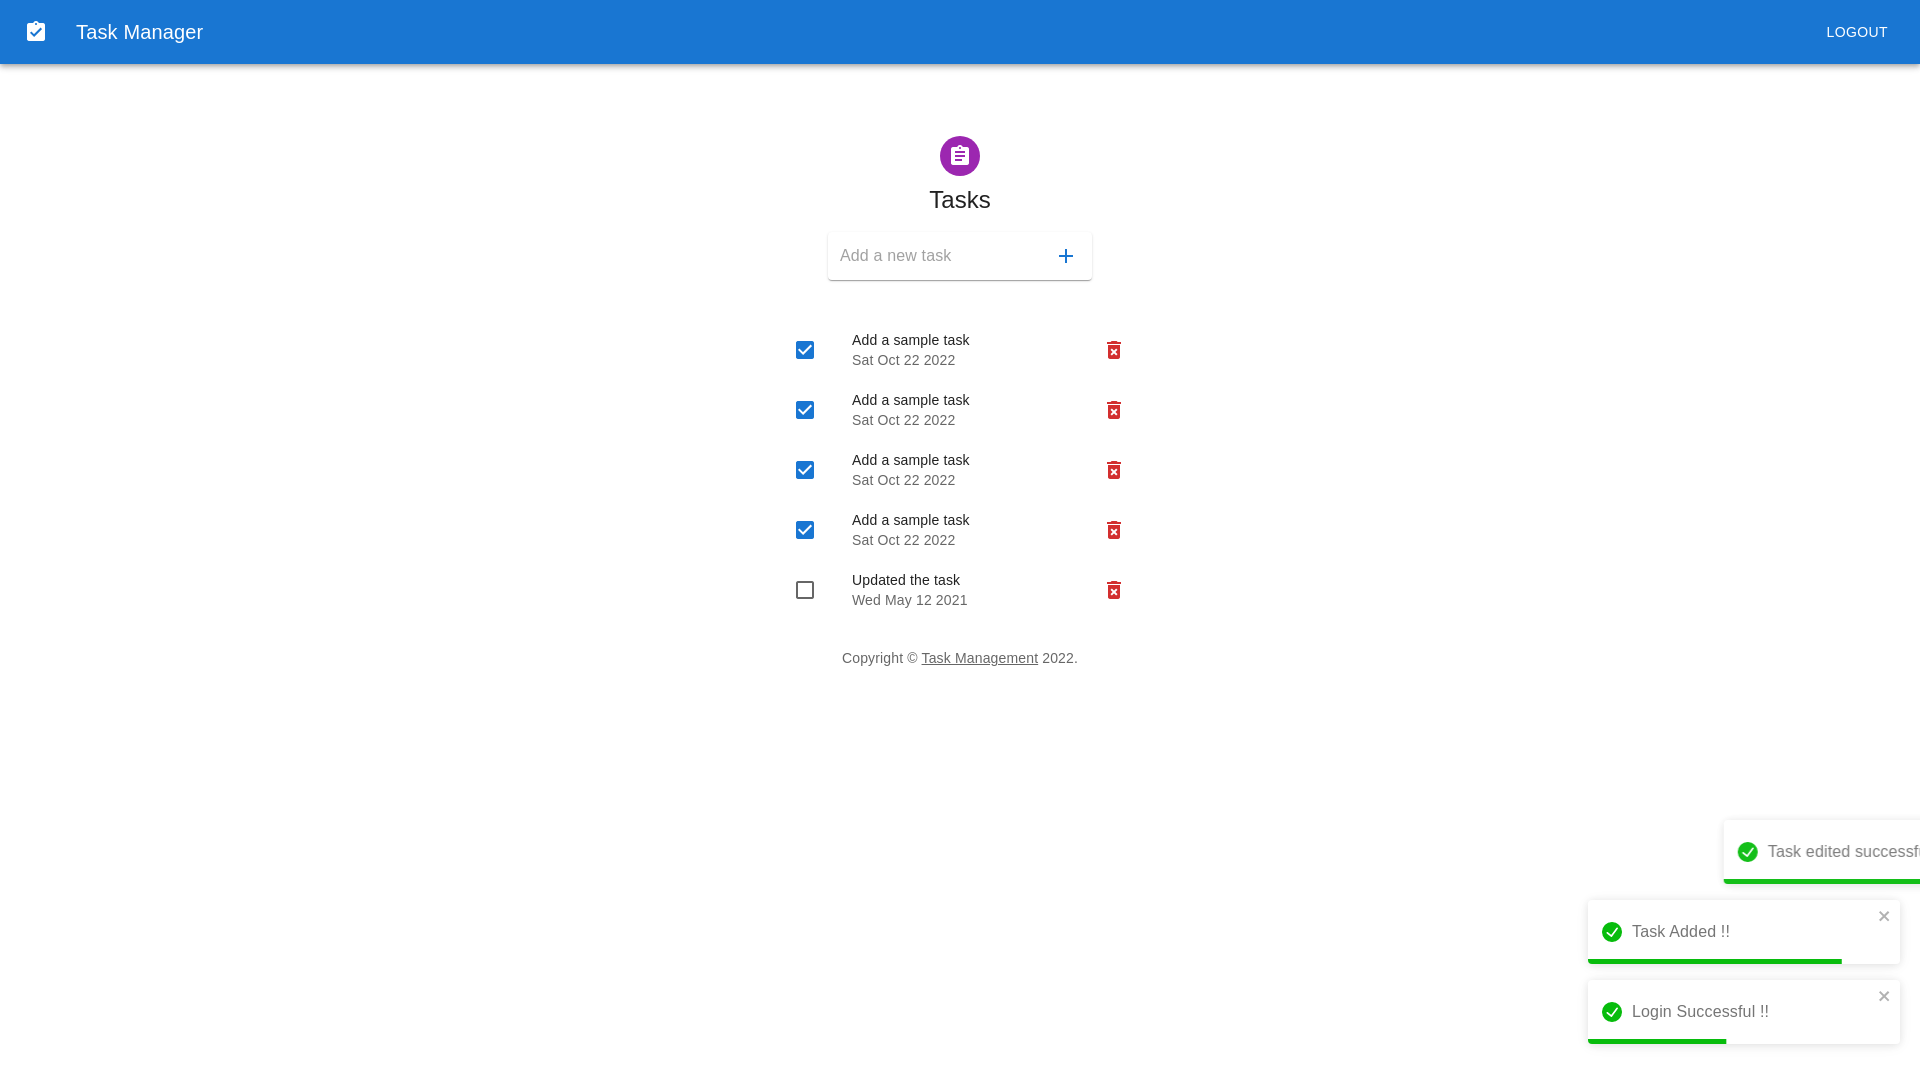 Task Manager
LOGOUT
Tasks
Add a new task
Add a sample task
Sat Oct 22 2022
Add a sample task
Sat Oct 22 2022
Add a sample task
Sat Oct 22 2022
Add a sample task
Sat Oct 22 2022
Updated the task
Wed May 12 2021
Copyright © Task Management 2022.
Task edited
Task Added !!
Login Successful !!